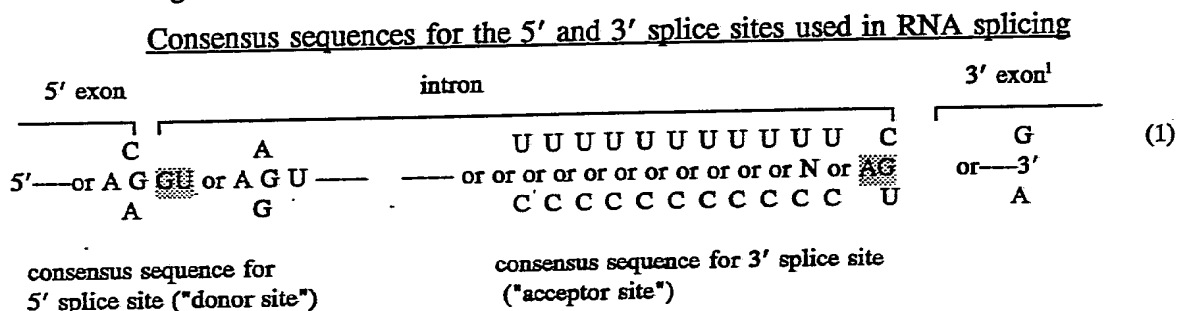 Consensus sequences for the 5′ and 3′ splice sites used in RNA splicing
5′ exon intron 3′ exon¹
C A U U U U U U U U U U U C G (1)
5′—or A G GU or A G U — — or or or or or or or or or or or N or AG or—3′
A G C C C C C C C C C C C U A
consensus sequence for consensus sequence for 3′ splice site
5′ splice site ("donor site") ("acceptor site")